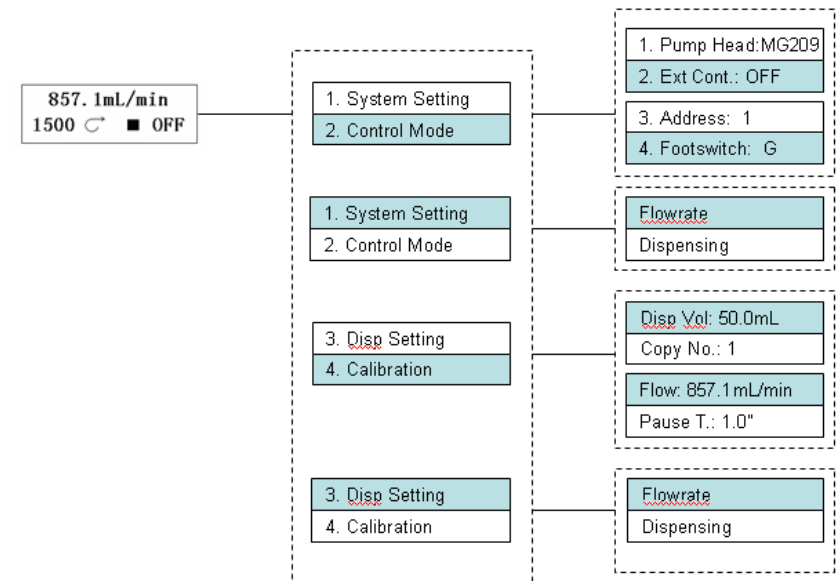 857.1mL/min
1500 ⤻ ■ OFF
1. System Setting
2. Control Mode
1. Pump Head:MG209
2. Ext Cont.: OFF
3. Address: 1
4. Footswitch: G
1. System Setting
2. Control Mode
Flowrate
Dispensing
3. Disp Setting
4. Calibration
Disp Vol: 50.0mL
Copy No.: 1
Flow: 857.1mL/min
Pause T.: 1.0"
3. Disp Setting
4. Calibration
Flowrate
Dispensing